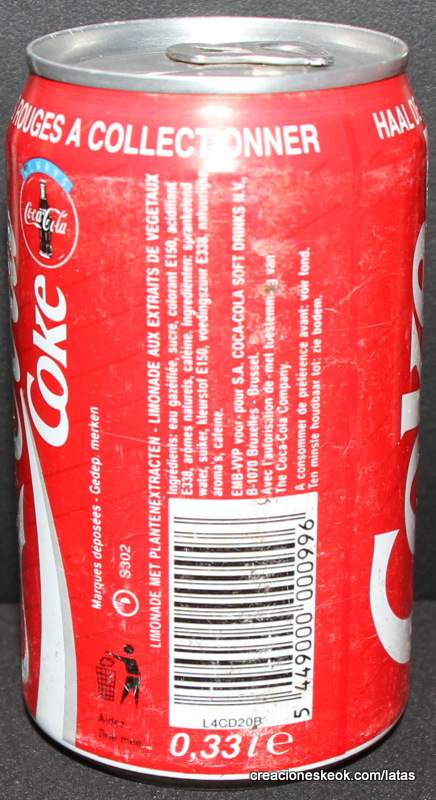 ROUGES A COLLECTIONNER
HAAL DE
Coca-Cola
Coke
Marques déposées - Gedep. merken
S302
LIMONADE MET PLANTENEXTRACTEN - LIMONADE AUX EXTRAITS DE VEGETAUX
Ingrédients: eau gazéifiée, sucre, colorant E150, acidifiant
E338, arômes naturels, caféine. Ingrediënten: sprankelend
water, suiker, kleurstof E150, voedingszuur E338, natuurlijke
aroma's, caffeïne.
EMB-VVP pour- por S.A. COCA-COLA SOFT DRINKS N.V.,
B-1070 Bruxelles - Brussel.
Avec l'autorisation de met toestemming van
The Coca-Cola Company.
A consommer de préférence avant: voir fond.
Ten minste houdbaar tot: zie bodem.
5 449000 000996
L4CD20B
0,33 l e
creacioneskeok.com/latas